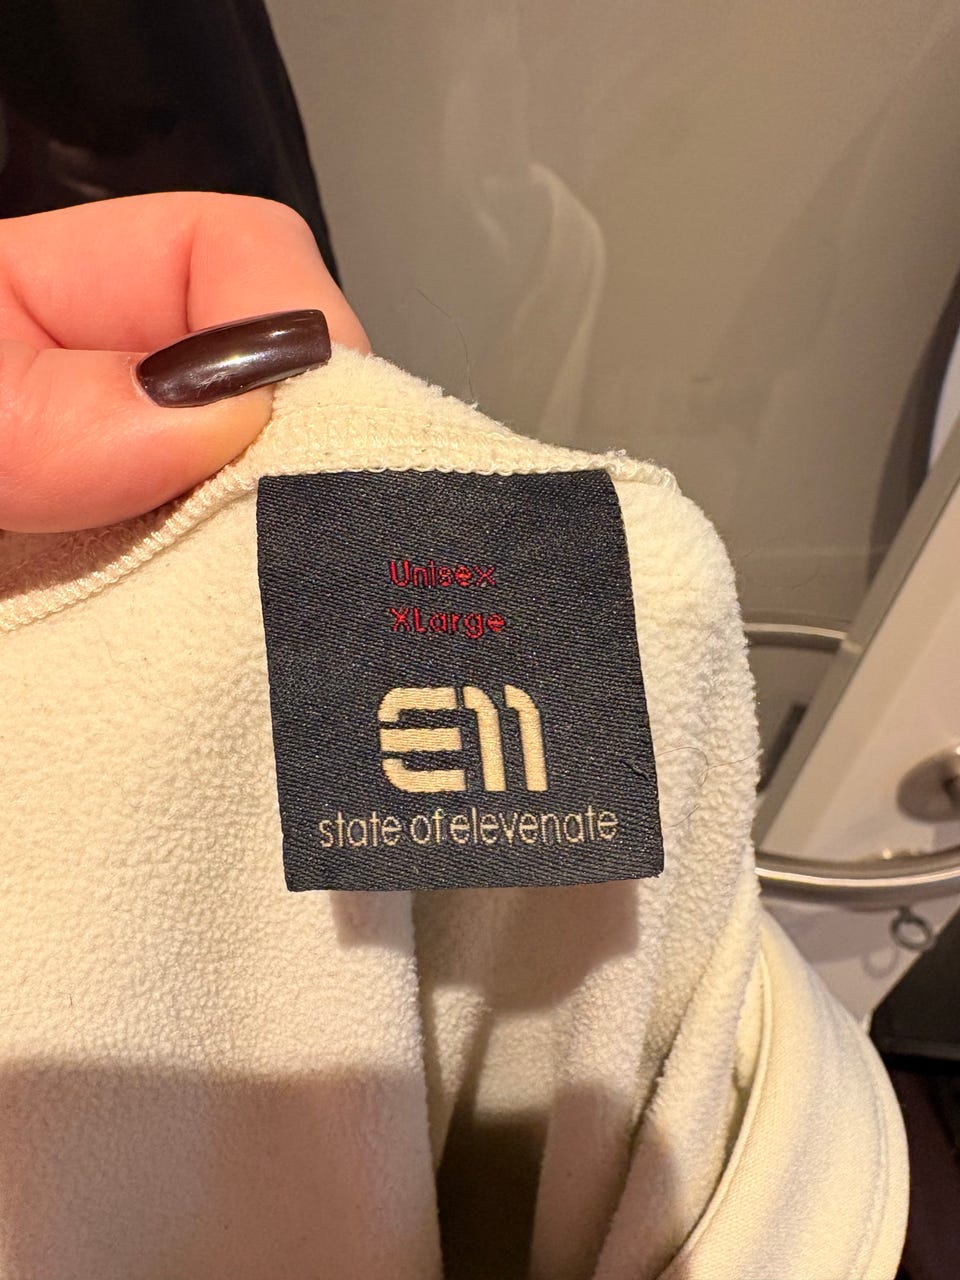 Unisex
XLarge
E11
state of elevenate